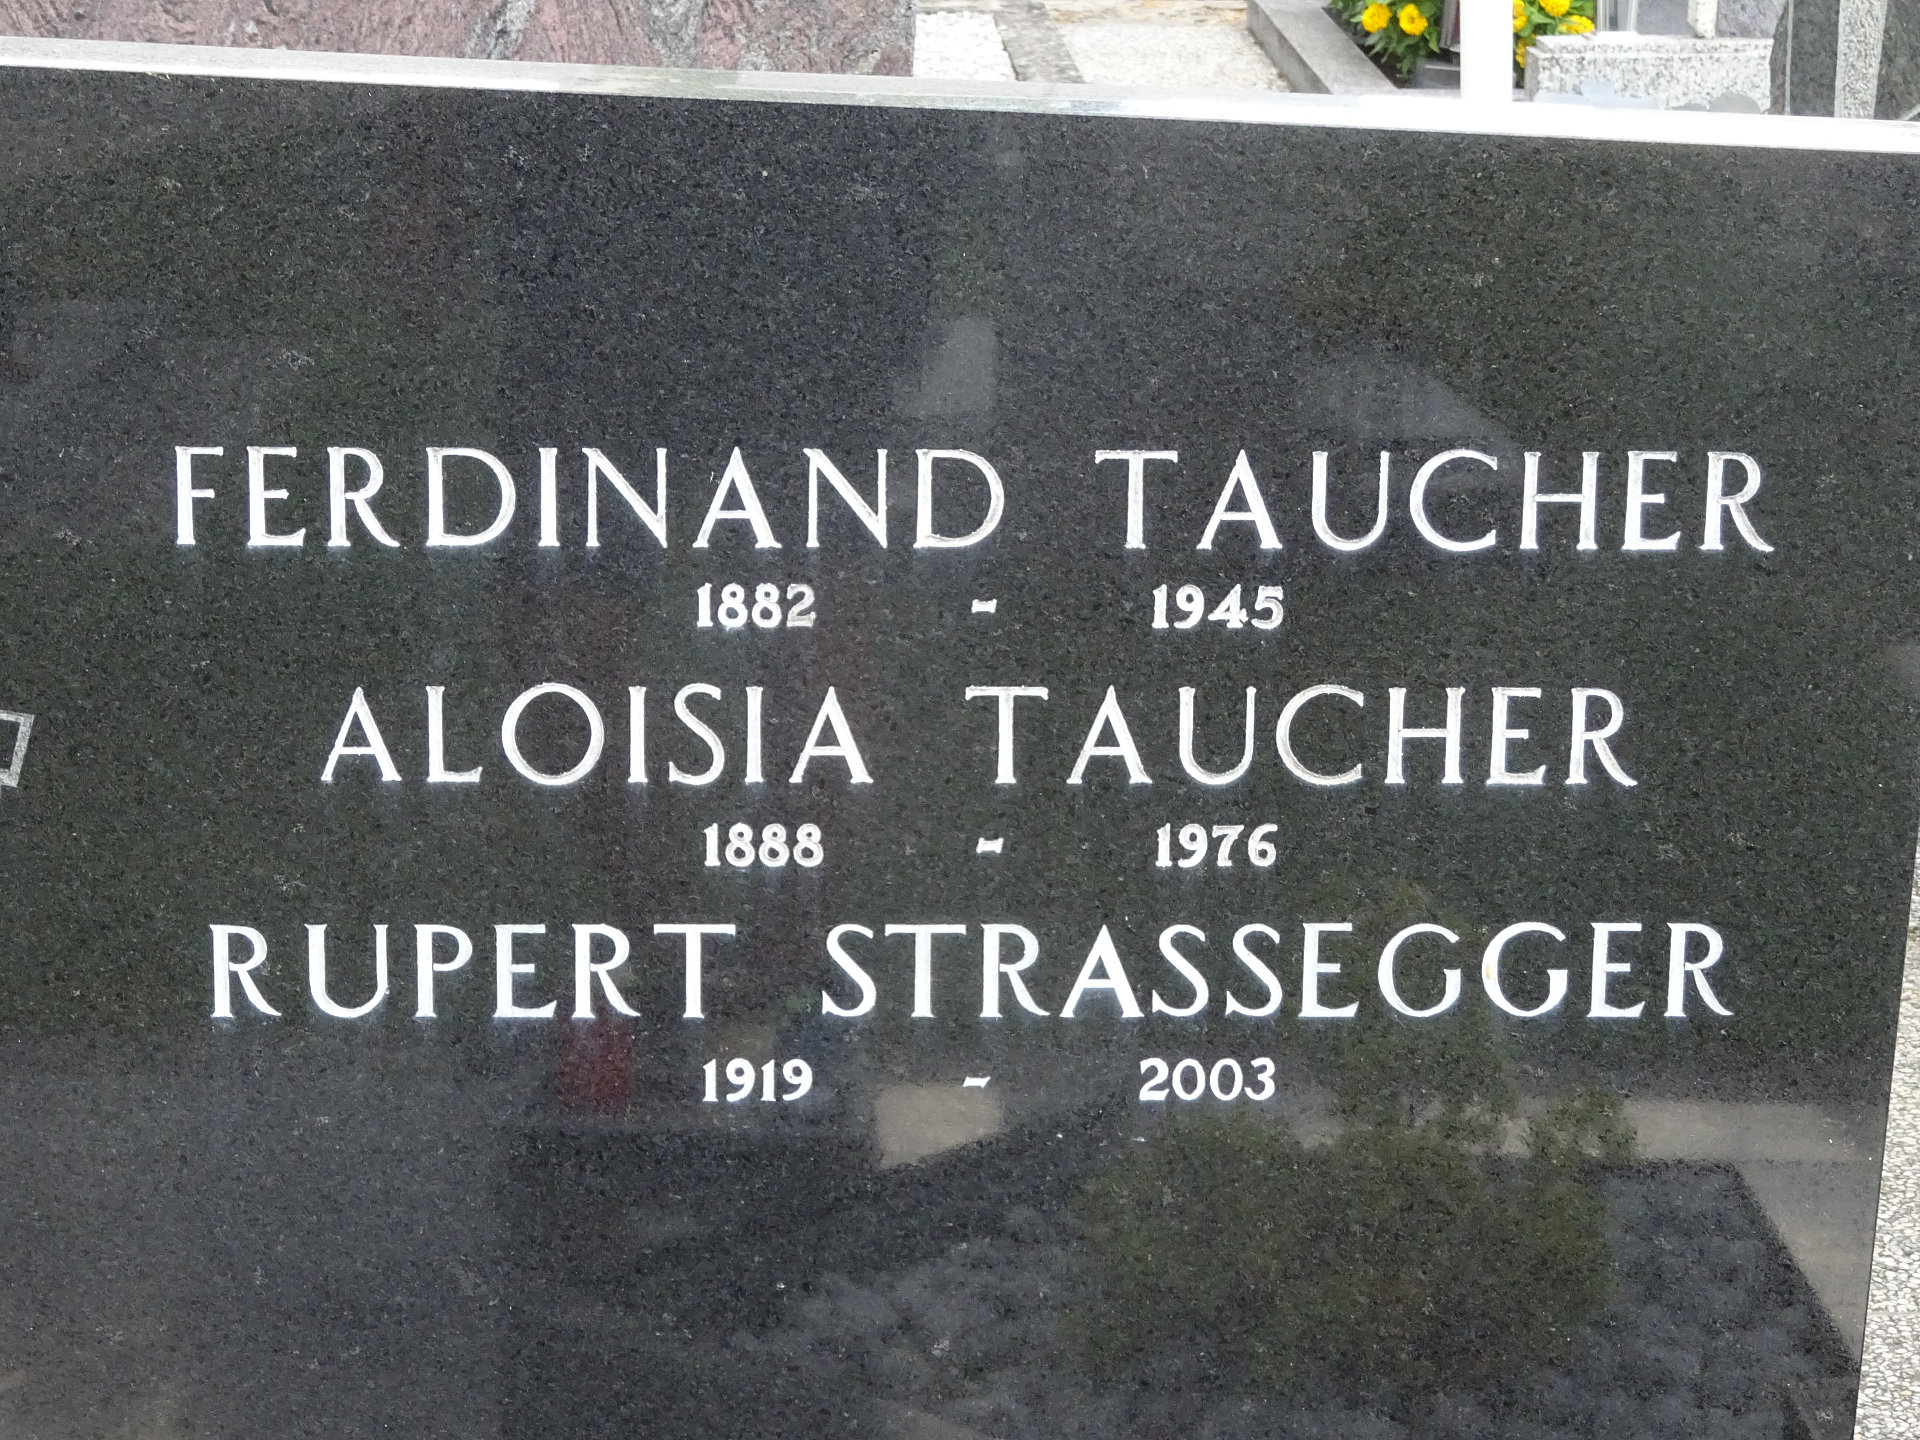 FERDINAND TAUCHER
1882 - 1945
ALOISIA TAUCHER
1888 - 1976
RUPERT STRASSEGGER
1919 - 2003